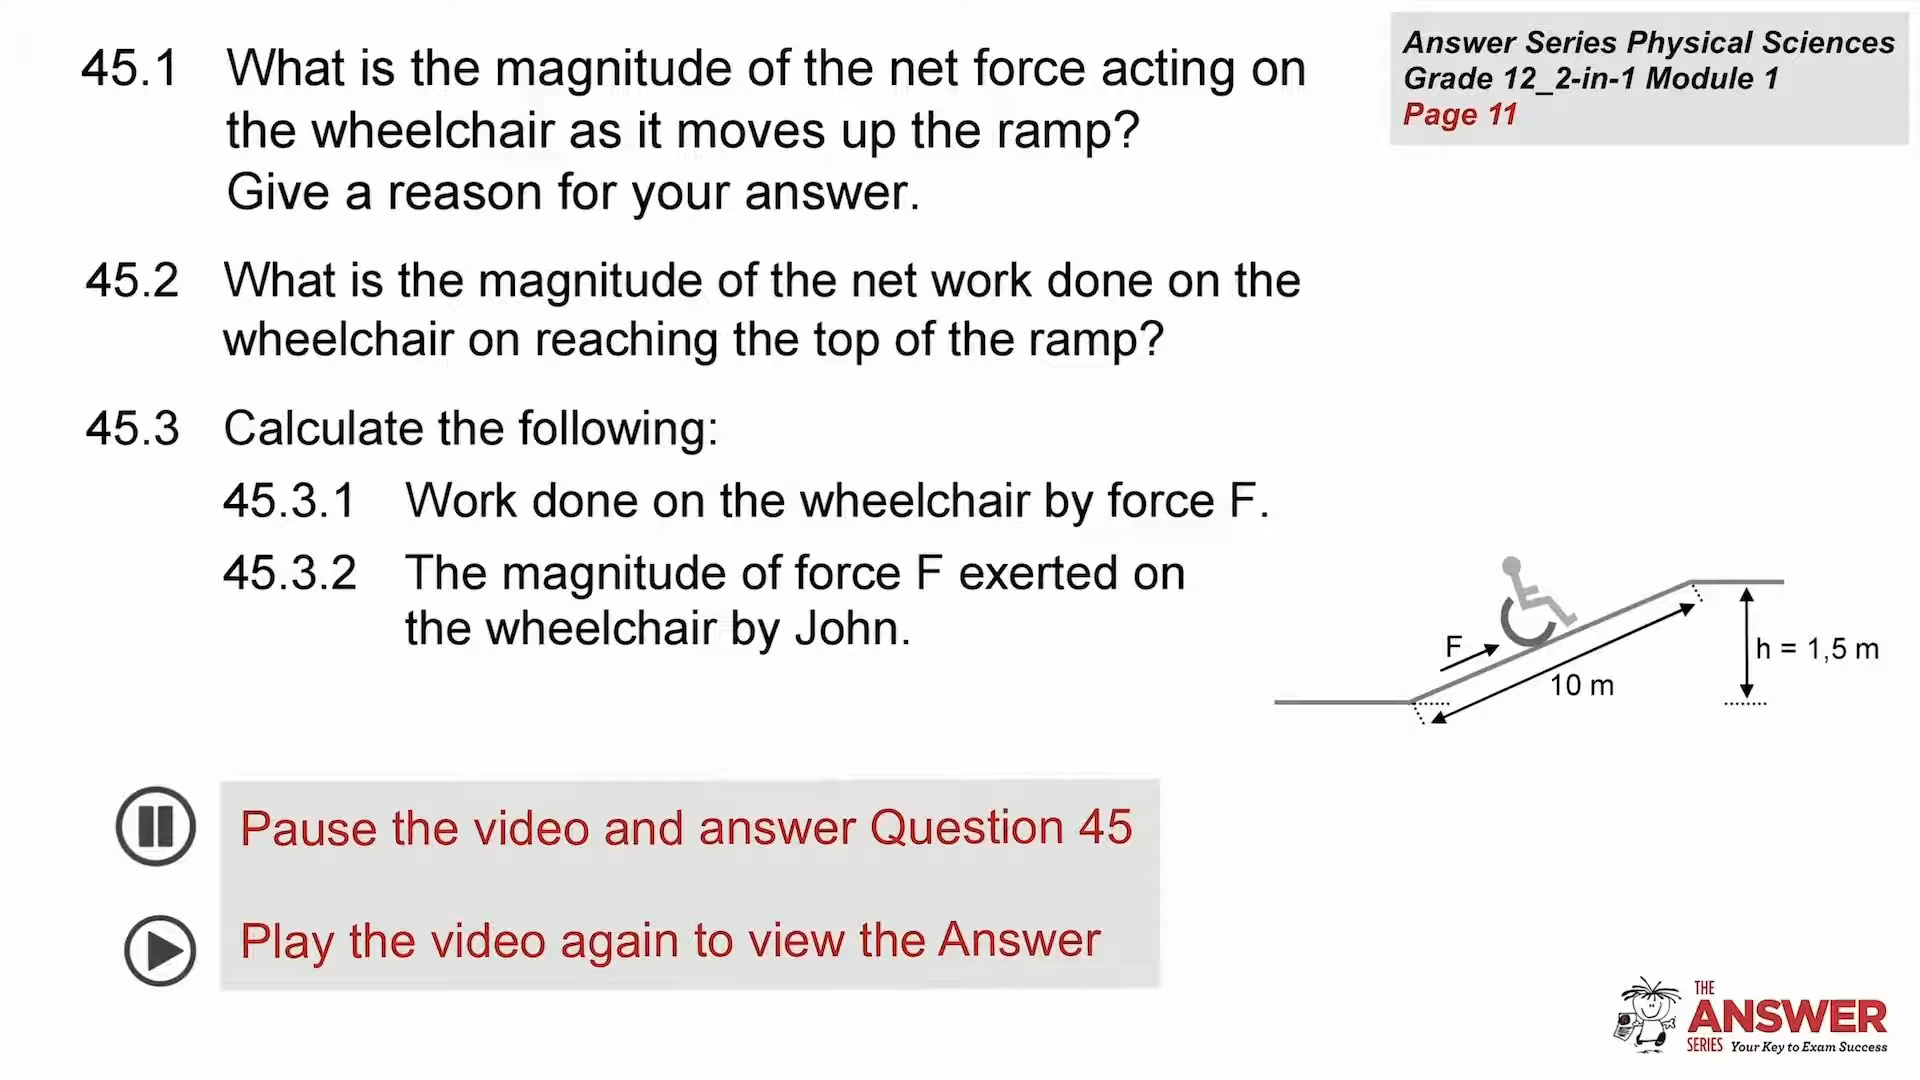 45.1 What is the magnitude of the net force acting on
the wheelchair as it moves up the ramp?
Give a reason for your answer.
45.2 What is the magnitude of the net work done on the
wheelchair on reaching the top of the ramp?
45.3 Calculate the following:
45.3.1 Work done on the wheelchair by force F.
45.3.2 The magnitude of force F exerted on
the wheelchair by John.
Answer Series Physical Sciences
Grade 12_2-in-1 Module 1
Page 11
F
10 m
h = 1,5 m
Pause the video and answer Question 45
Play the video again to view the Answer
THE
ANSWER
SERIES Your Key to Exam Success